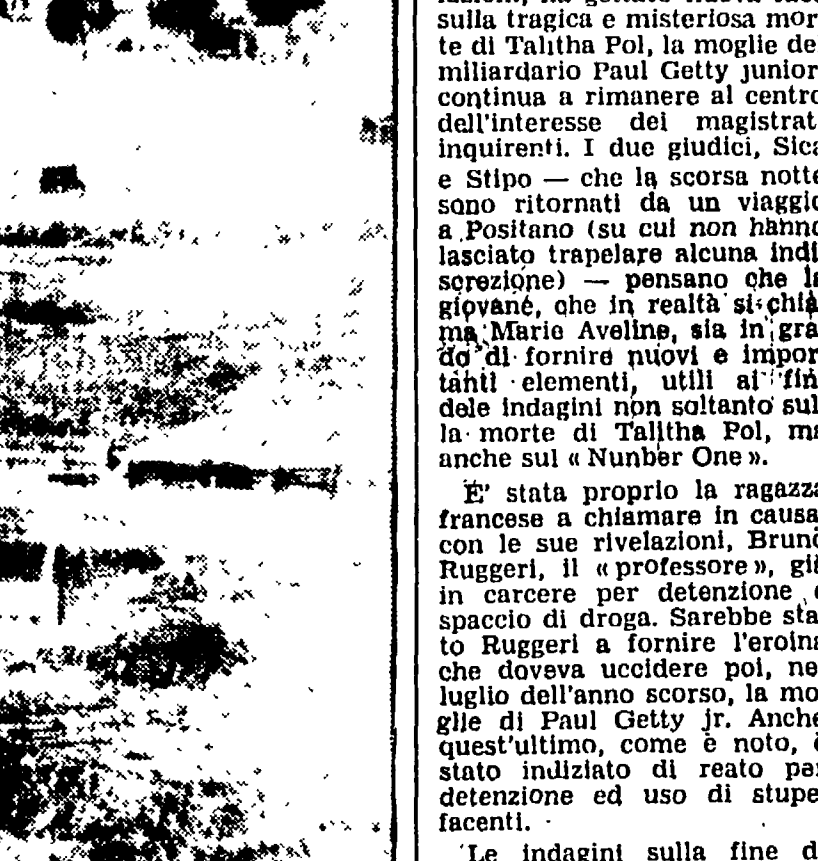 sulla tragica e misteriosa mor
te di Talitha Pol, la moglie de
miliardario Paul Getty junior
continua a rimanere al centro
dell'interesse dei magistrat
inquirenti. I due giudici, Sica
e Stipo — che la scorsa notte
sono ritornati da un viaggio
a Positano (su cui non hanno
lasciato trapelare alcuna indi
screzione) — pensano che la
giovane, che in realtà si chia
ma Marie Aveline, sia in gra
do di fornire nuovi e impor
tanti elementi, utili ai fin
dele indagini non soltanto sul
la morte di Talitha Pol, ma
anche sul « Nunber One ».
E' stata proprio la ragazza
francese a chiamare in causa
con le sue rivelazioni, Bruno
Ruggeri, il « professore », già
in carcere per detenzione e
spaccio di droga. Sarebbe sta
to Ruggeri a fornire l'eroina
che doveva uccidere poi, ne
luglio dell'anno scorso, la mo
glie di Paul Getty jr. Anche
quest'ultimo, come è noto, è
stato indiziato di reato per
detenzione ed uso di stupe
facenti.
Le indagini sulla fine d